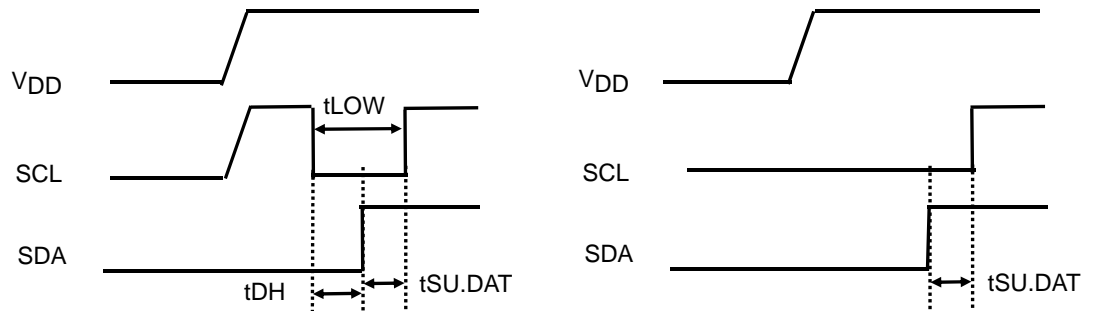 VDD
tLOW
SCL
SDA
tDH
tSU.DAT
VDD
SCL
SDA
tSU.DAT